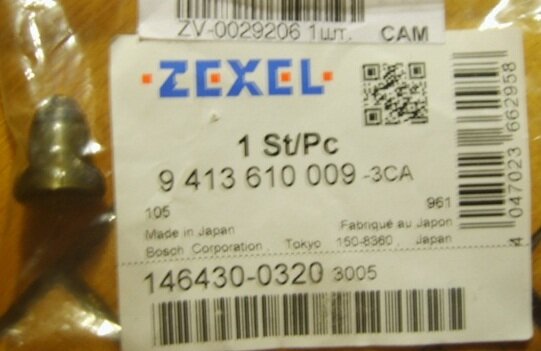 ZV-0029206 1шт. CAM
ZEXEL
1 St/Pc
9 413 610 009 -3CA
105 961
Made in Japan Fabriqué au Japon
Bosch Corporation, Tokyo 150-8360, Japan
146430-0320 3005
4 047023 662958